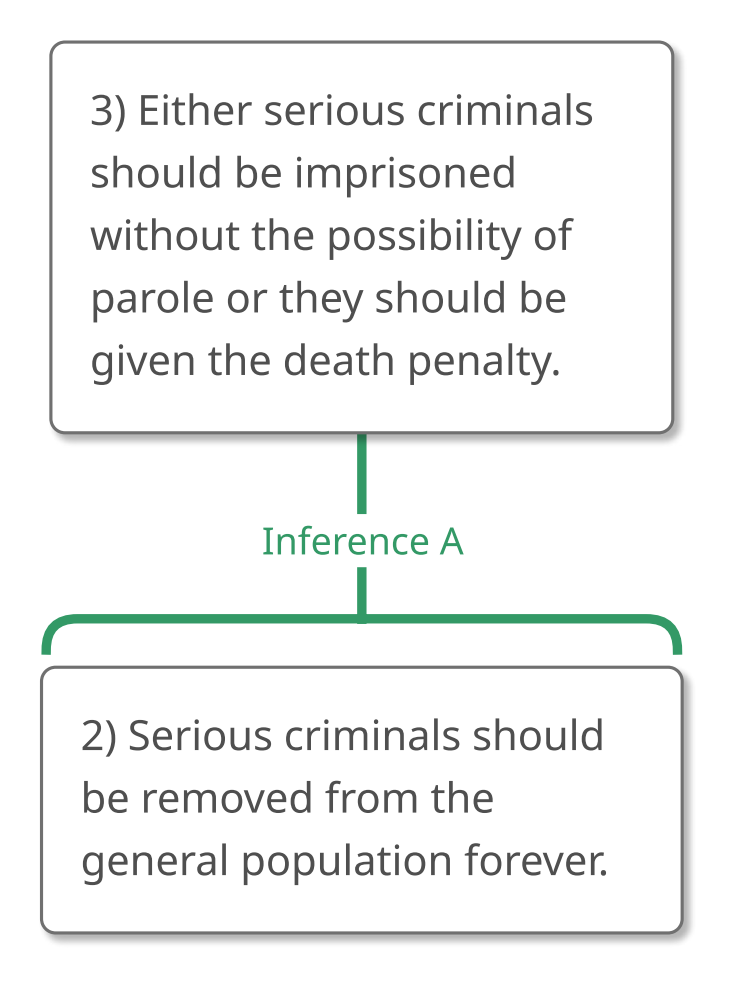 3) Either serious criminals
should be imprisoned
without the possibility of
parole or they should be
given the death penalty.
Inference A
2) Serious criminals should
be removed from the
general population forever.